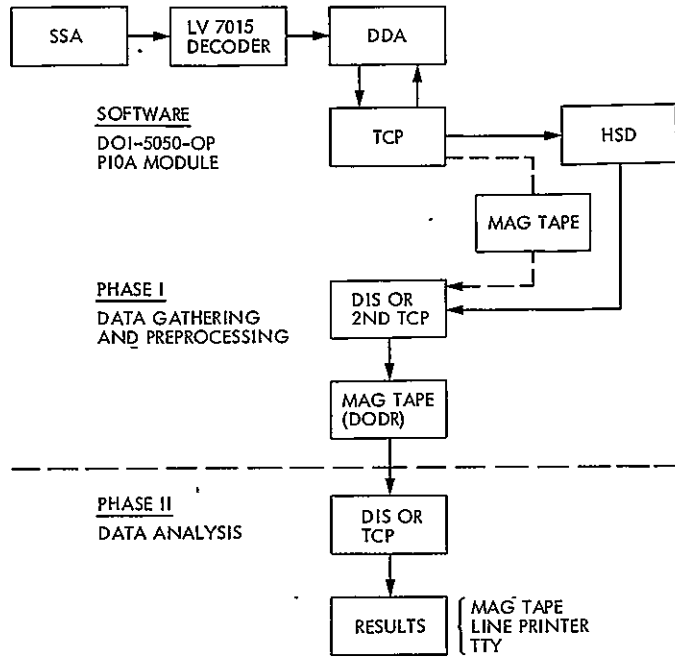 SSA
LV 7015
DECODER
DDA
SOFTWARE
DOI-5050-OP
P10A MODULE
TCP
HSD
MAG TAPE
PHASE I
DATA GATHERING
AND PREPROCESSING
DIS OR
2ND TCP
MAG TAPE
(DODR)
PHASE II
DATA ANALYSIS
DIS OR
TCP
RESULTS
MAG TAPE
LINE PRINTER
TTY